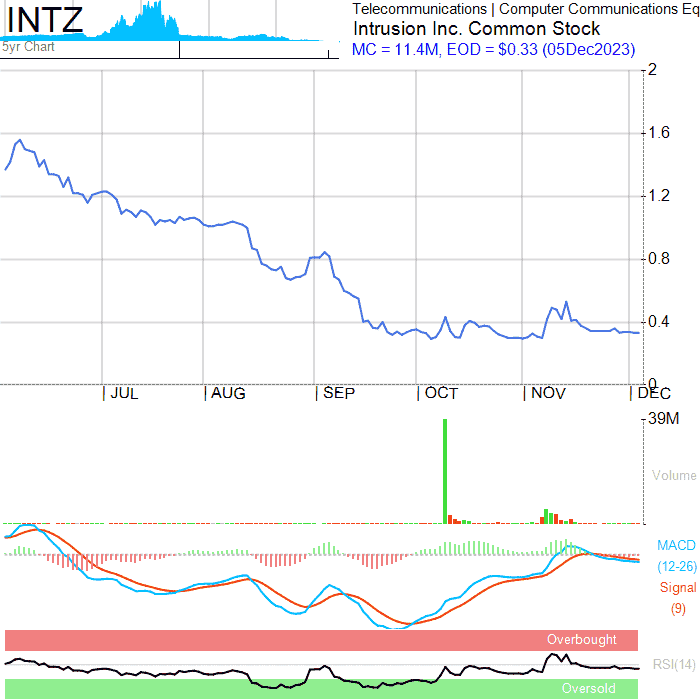 INTZ
5yr Chart
Telecommunications | Computer Communications Eq
Intrusion Inc. Common Stock
MC = 11.4M, EOD = $0.33 (05Dec2023)
2
1.6
1.2
0.8
0.4
0
| JUL | AUG | SEP | OCT | NOV | DEC
39M
Volume
MACD
(12-26)
Signal
(9)
Overbought
RSI(14)
Oversold